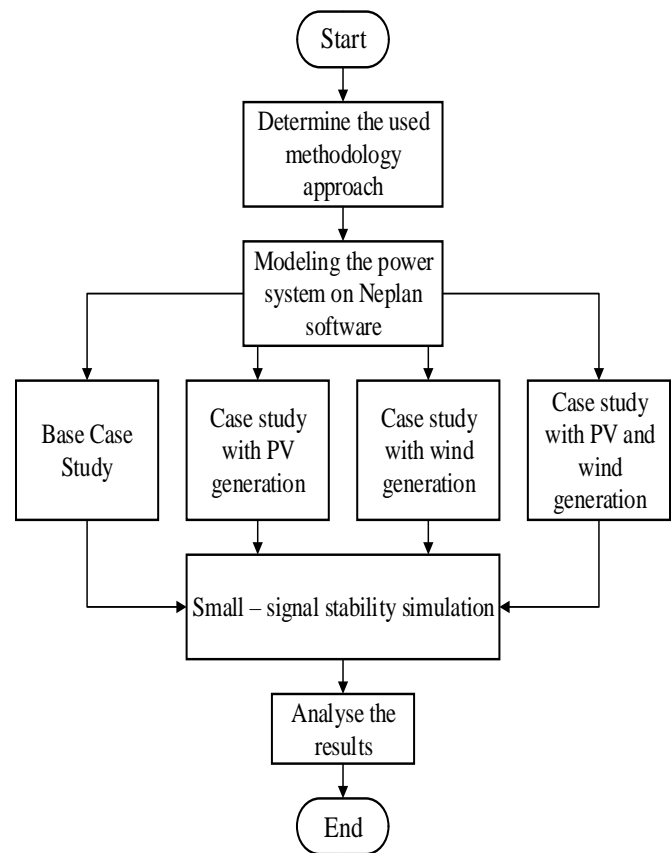 Start
Determine the used
methodology
approach
Modeling the power
system on Neplan
software
Base Case
Study
Case study
with PV
generation
Case study
with wind
generation
Case study
with PV and
wind
generation
Small – signal stability simulation
Analyse the
results
End